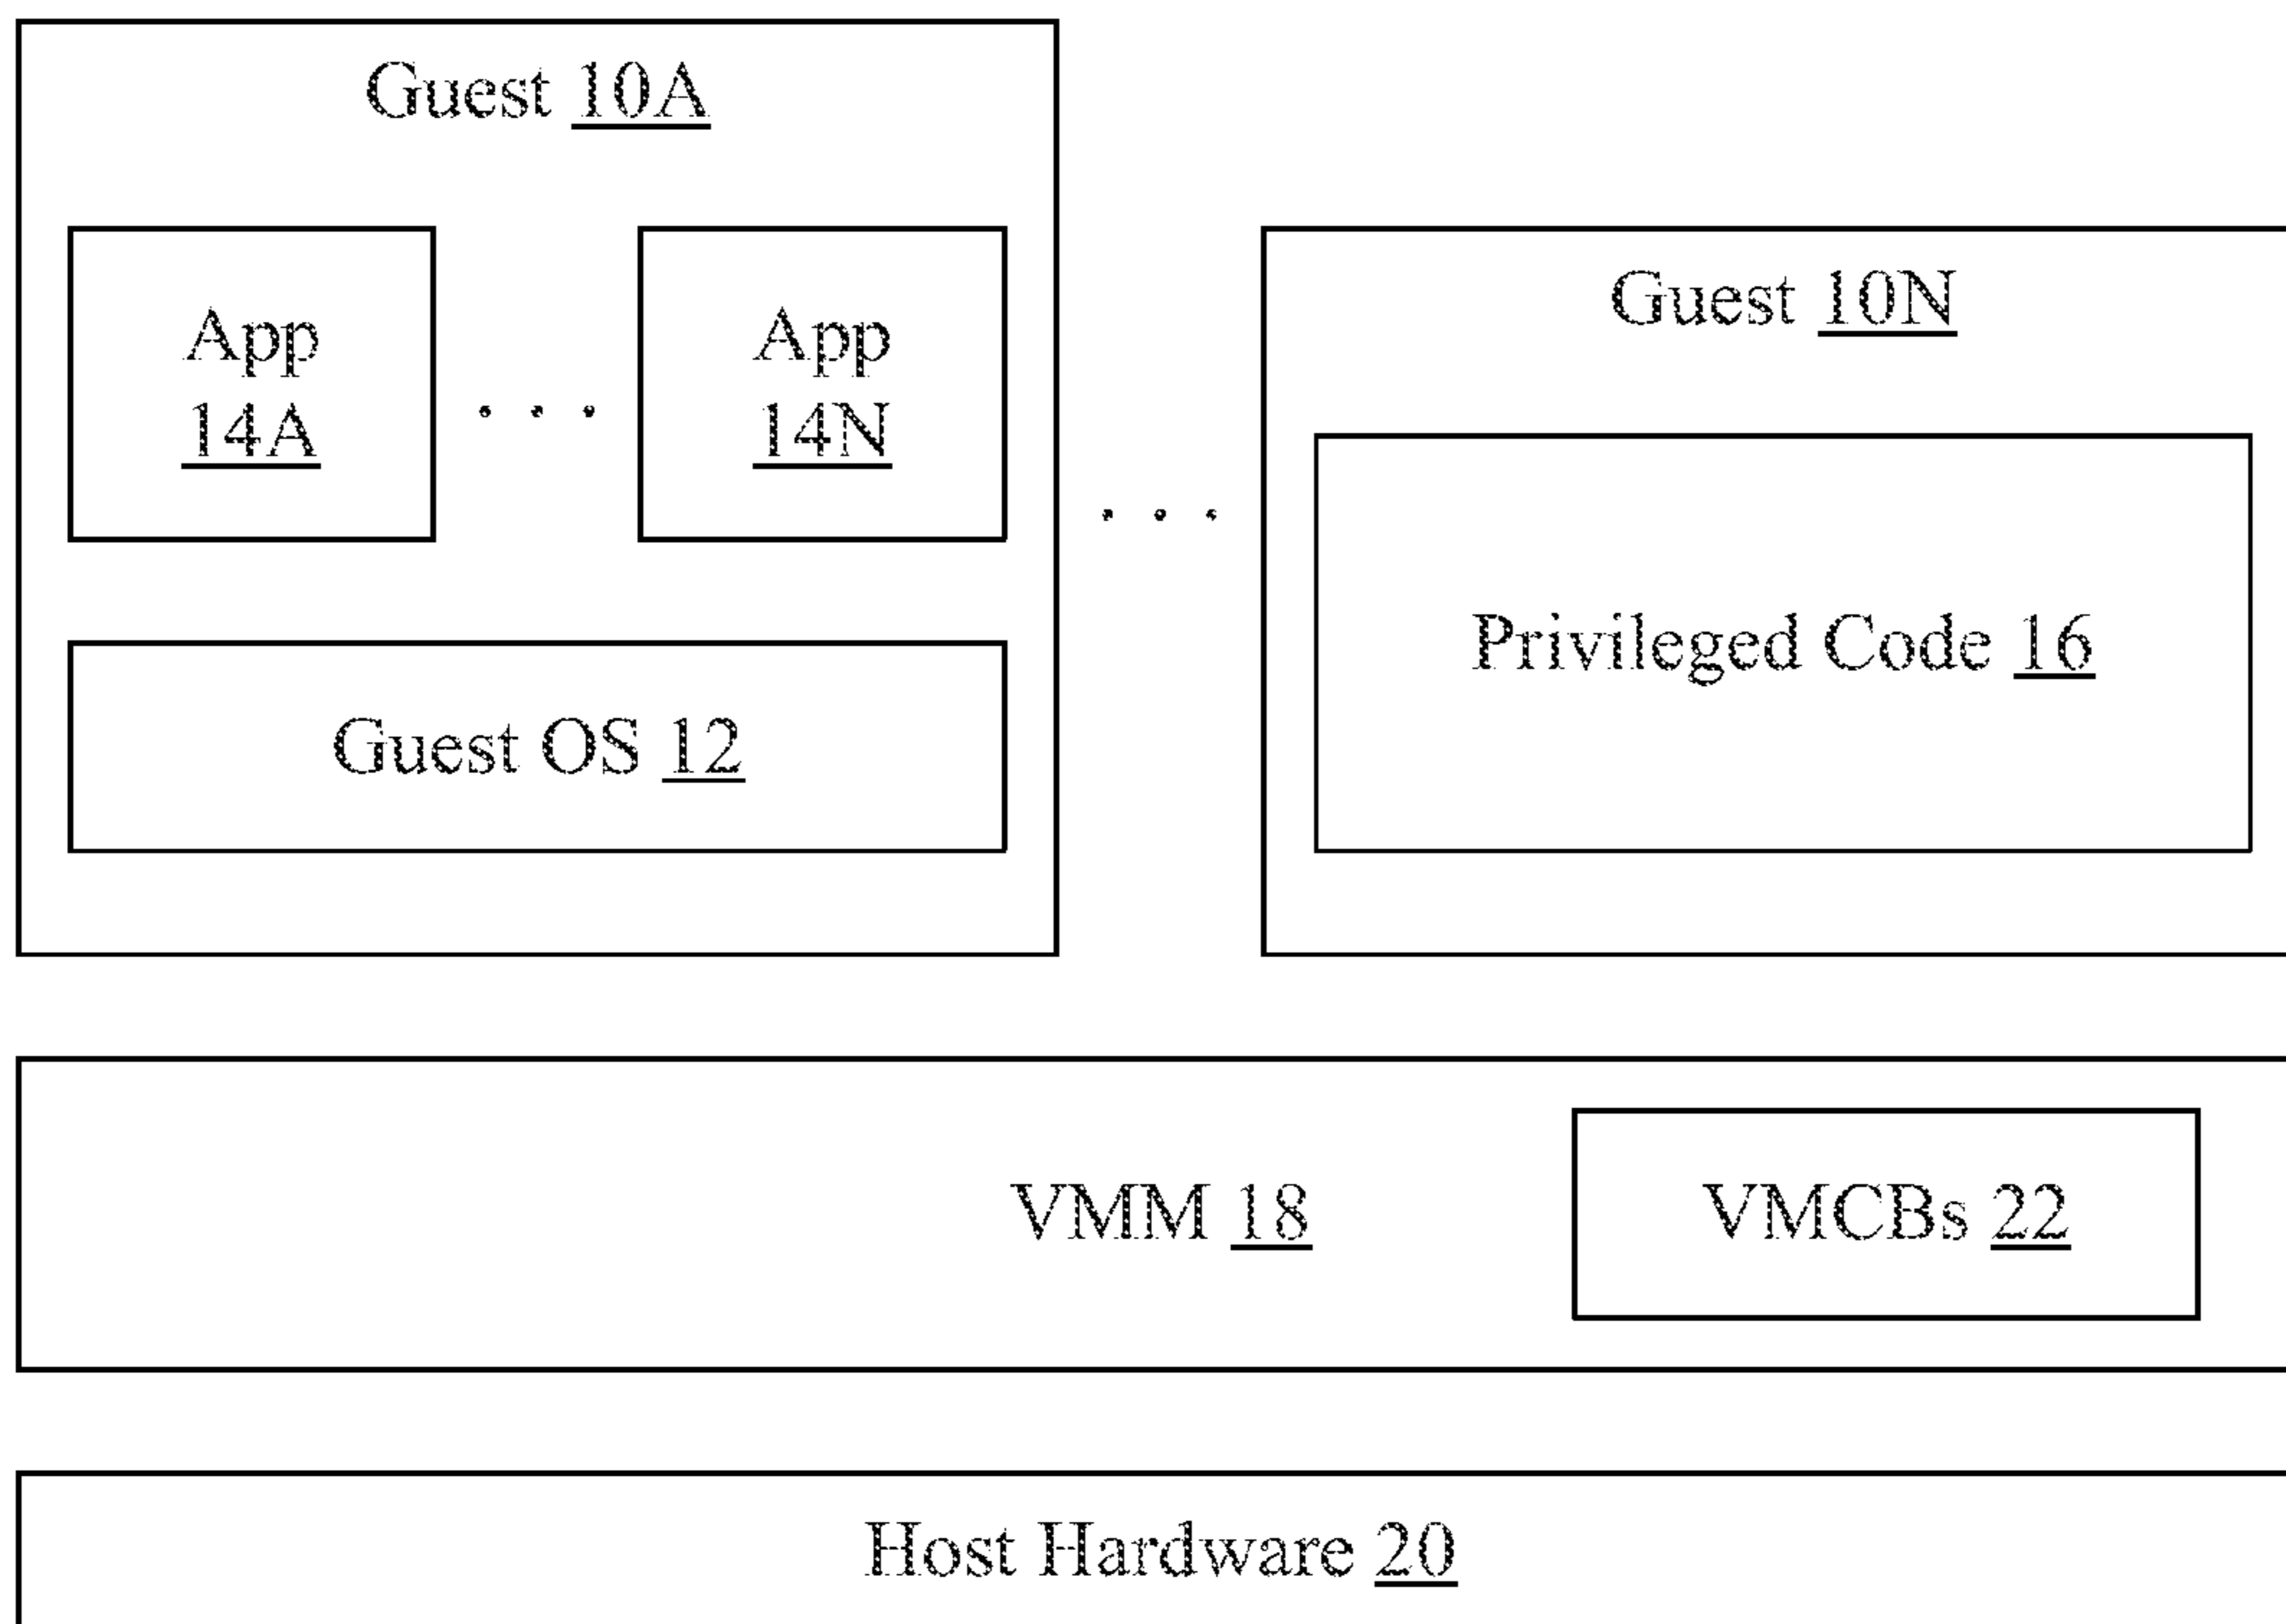 Guest 10A
App
14A
. . .
App
14N
Guest OS 12
. . .
Guest 10N
Privileged Code 16
VMM 18
VMCBs 22
Host Hardware 20